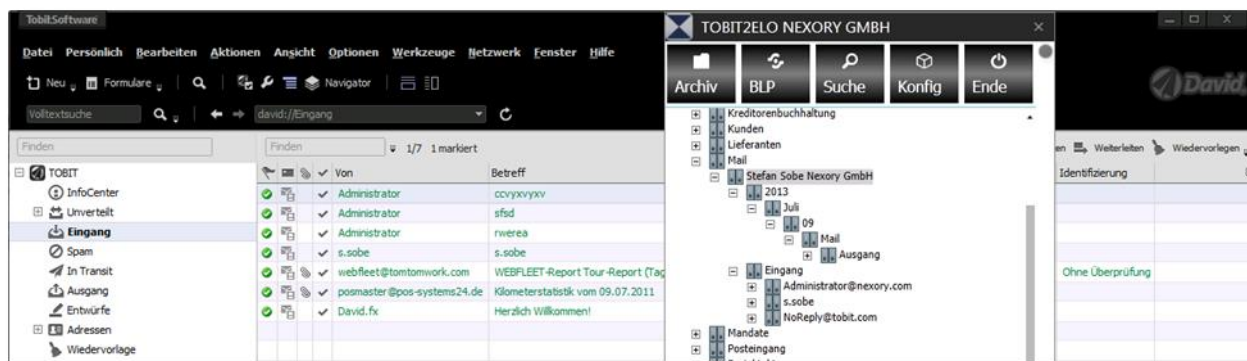 Tobit.Software
TOBIT2ELO NEXORY GMBH
Datei Persönlich Bearbeiten Aktionen Ansicht Optionen Werkzeuge Netzwerk Fenster Hilfe
Neu Formulare Navigator
Archiv BLP Suche Konfig Ende
David.
Volltextsuche david://Eingang
Finden Finden 1/7 1 markiert
en Weiterleiten Wiedervorlegen
Von Betreff Identifizierung
TOBIT
InfoCenter
Unverteilt
Eingang
Spam
In Transit
Ausgang
Entwürfe
Adressen
Wiedervorlage
Administrator ccvyxvyxv
Administrator sfsd
Administrator rwerea
s.sobe s.sobe
webfleet@tomtomwork.com WEBFLEET-Report Tour-Report (Tag Ohne Überprüfung
posmaster@pos-systems24.de Kilometerstatistik vom 09.07.2011
David.fx Herzlich Willkommen!
Kreditorenbuchhaltung
Kunden
Lieferanten
Mail
Stefan Sobe Nexory GmbH
2013
Juli
09
Mail
Ausgang
Eingang
Administrator@nexory.com
s.sobe
NoReply@tobit.com
Mandate
Posteingang